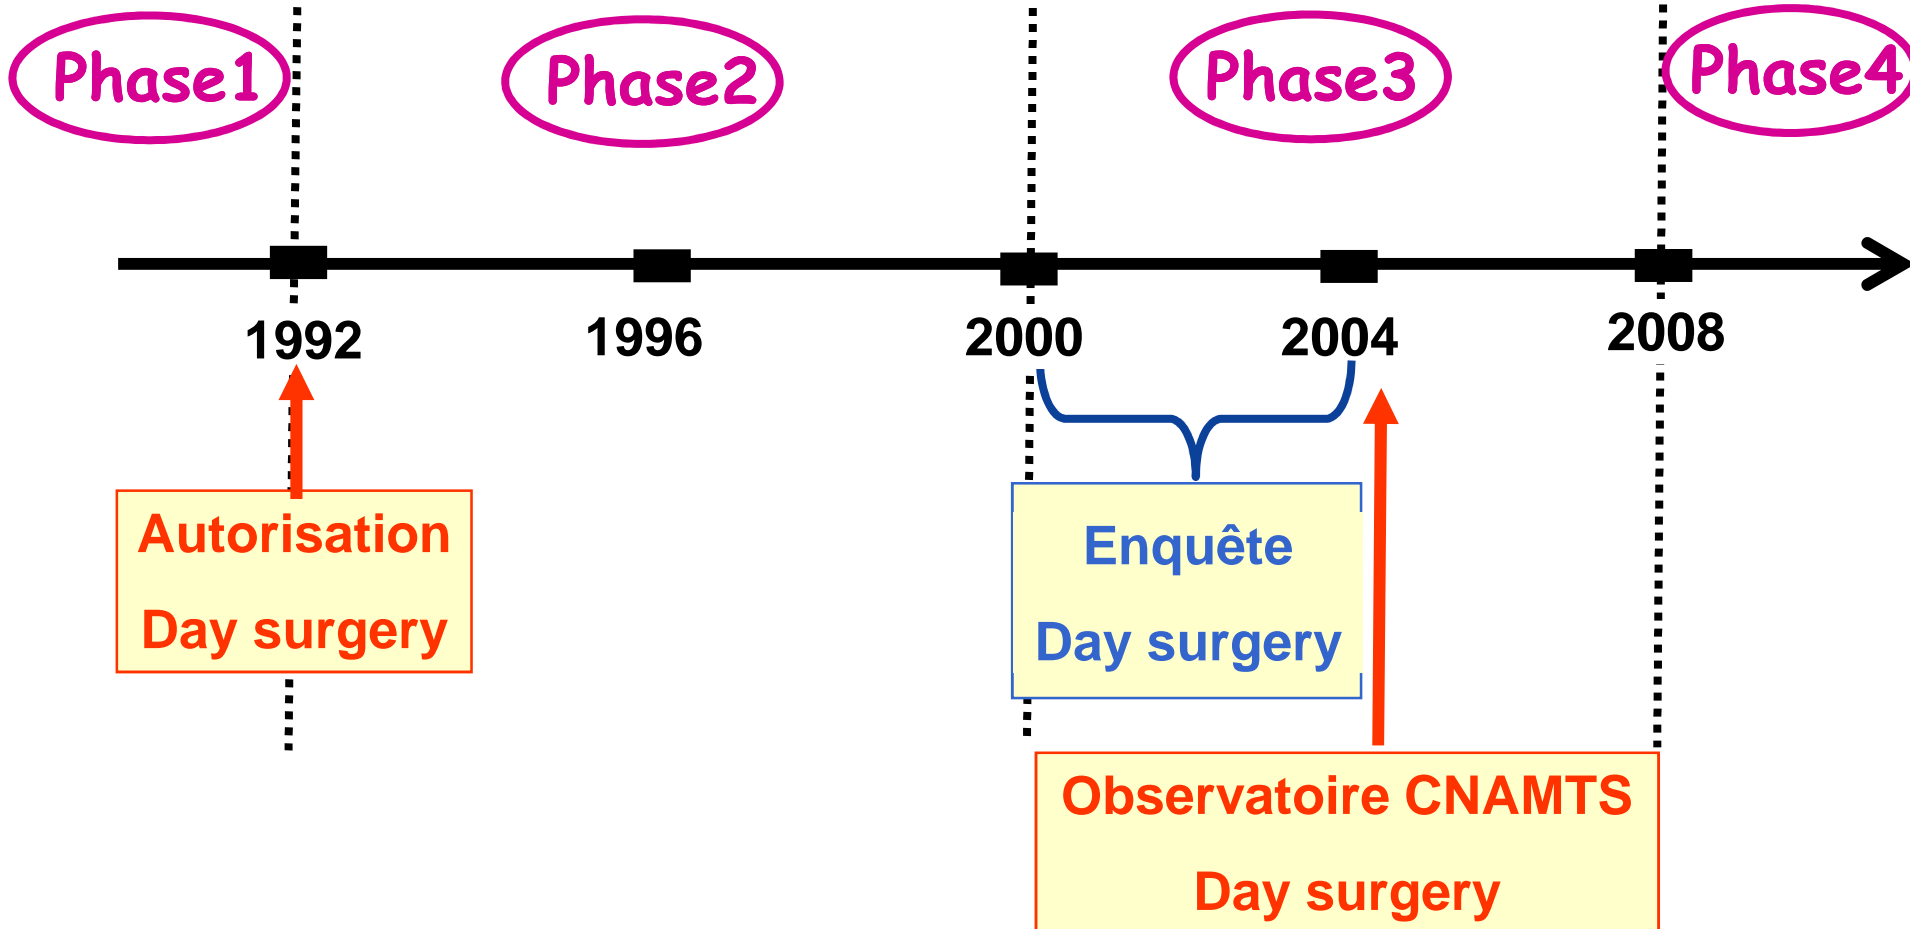 Phase1
Phase2
Phase3
Phase4
1992
1996
2000
2004
2008
Autorisation
Day surgery
Enquête
Day surgery
Observatoire CNAMTS
Day surgery